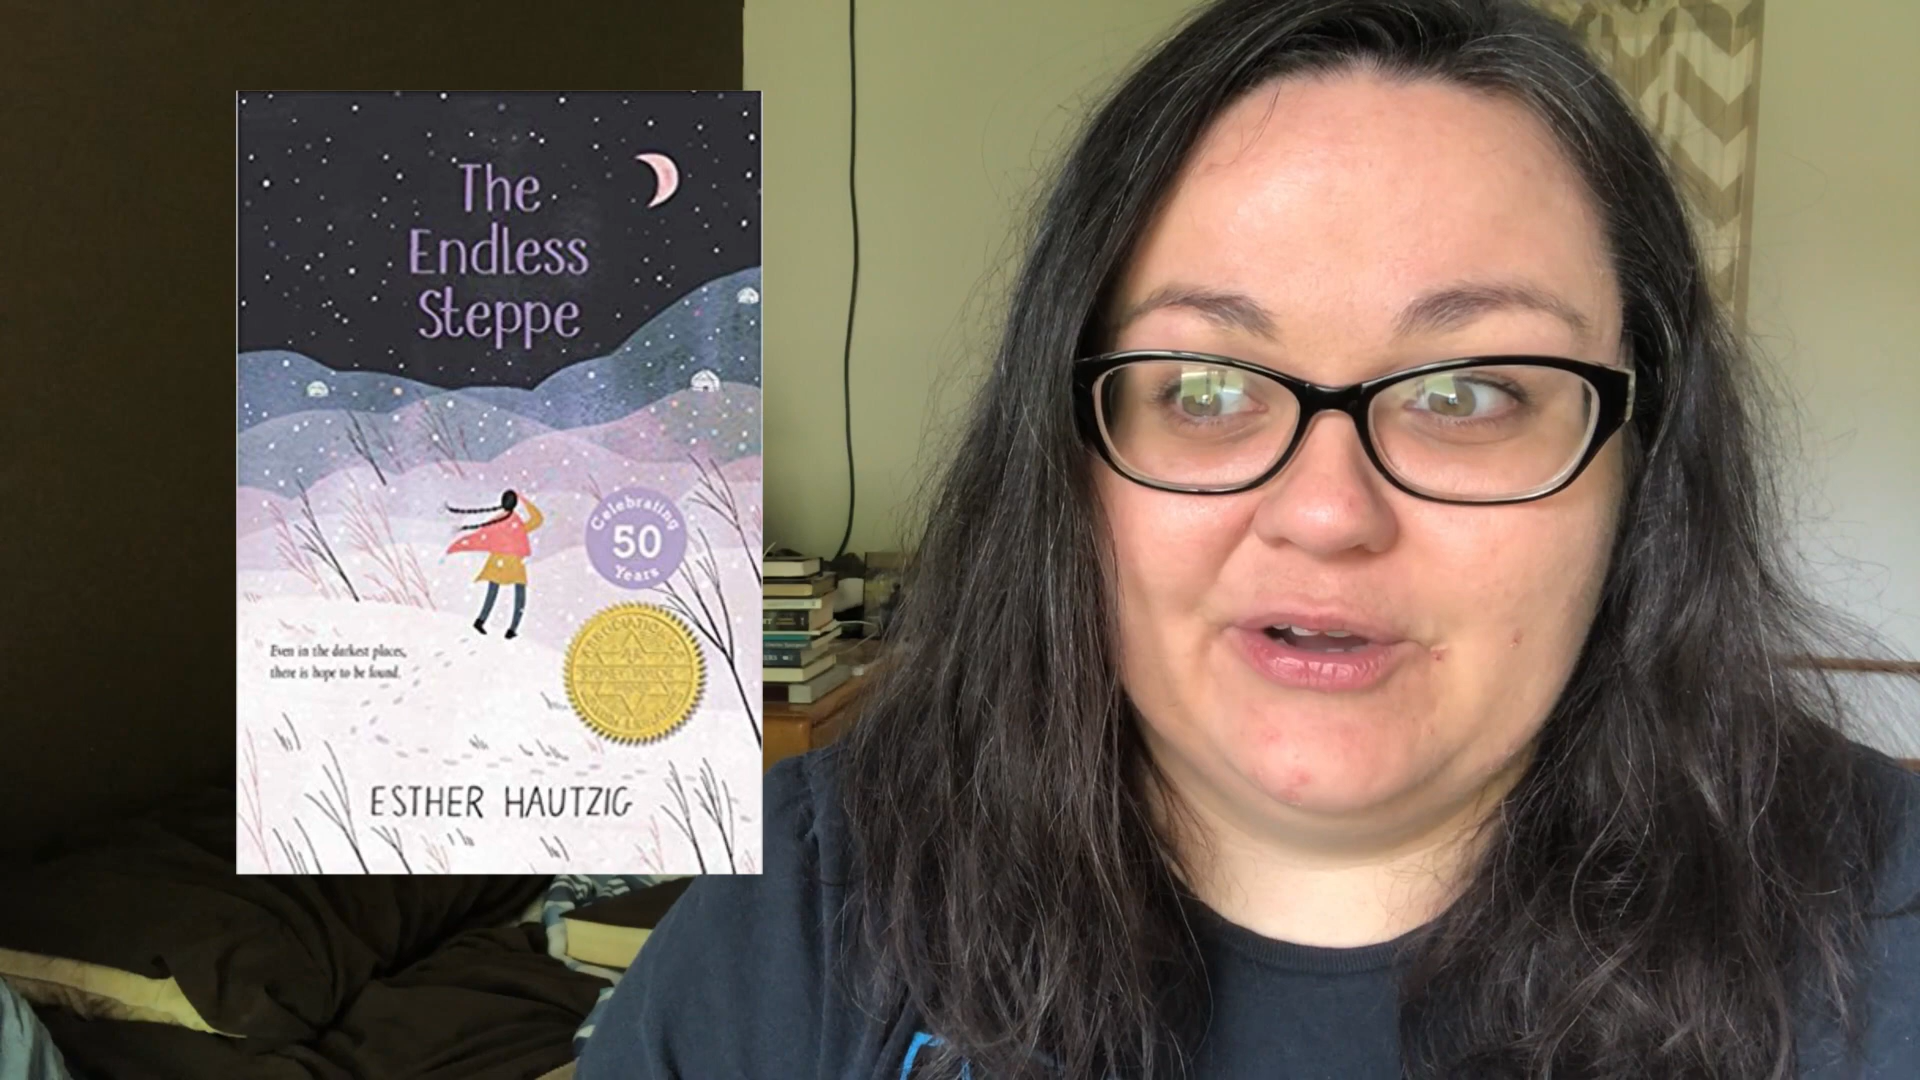 The
Endless
Steppe
Celebrating
50
Years
Even in the darkest places,
there is hope to be found.
ESTHER HAUTZIG